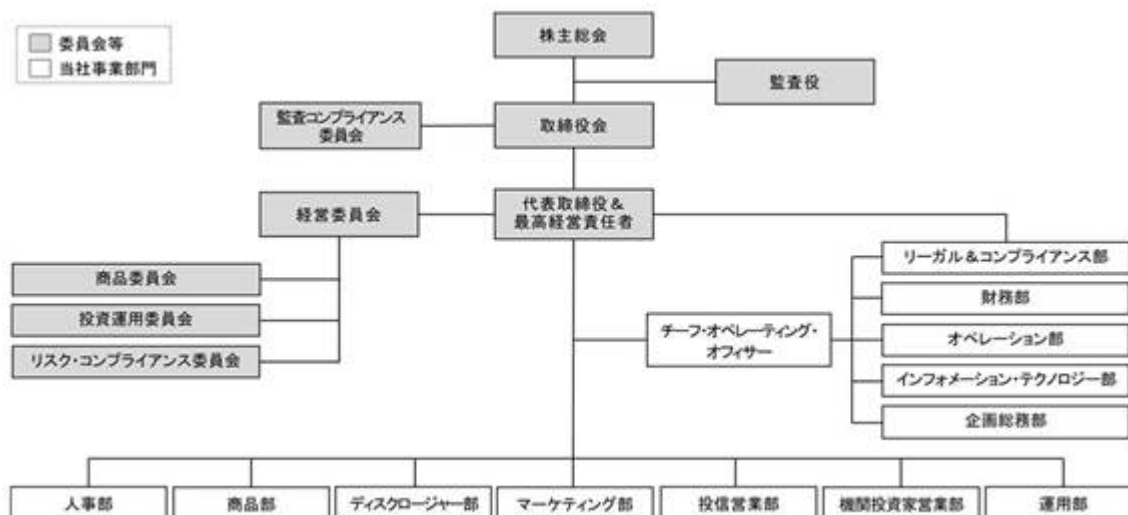 委員会等
当社事業部門
株主総会
監査役
監査コンプライアンス
委員会
取締役会
経営委員会
代表取締役&
最高経営責任者
商品委員会
投資運用委員会
リスク・コンプライアンス委員会
チーフ・オペレーティング・
オフィサー
リーガル&コンプライアンス部
財務部
オペレーション部
インフォメーション・テクノロジー部
企画総務部
人事部
商品部
ディスクロージャー部
マーケティング部
投信営業部
機関投資家営業部
運用部